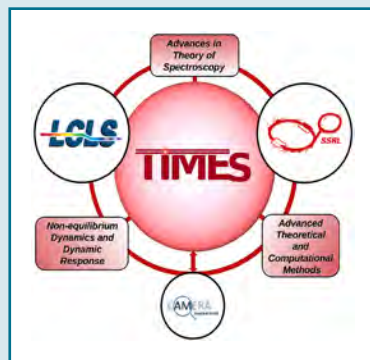 Advances in
Theory of
Spectroscopy
LCLS
SSRL
TIMES
Non-equilibrium
Dynamics and
Dynamic
Response
Advanced
Theoretical
and
Computational
Methods
CAMERA